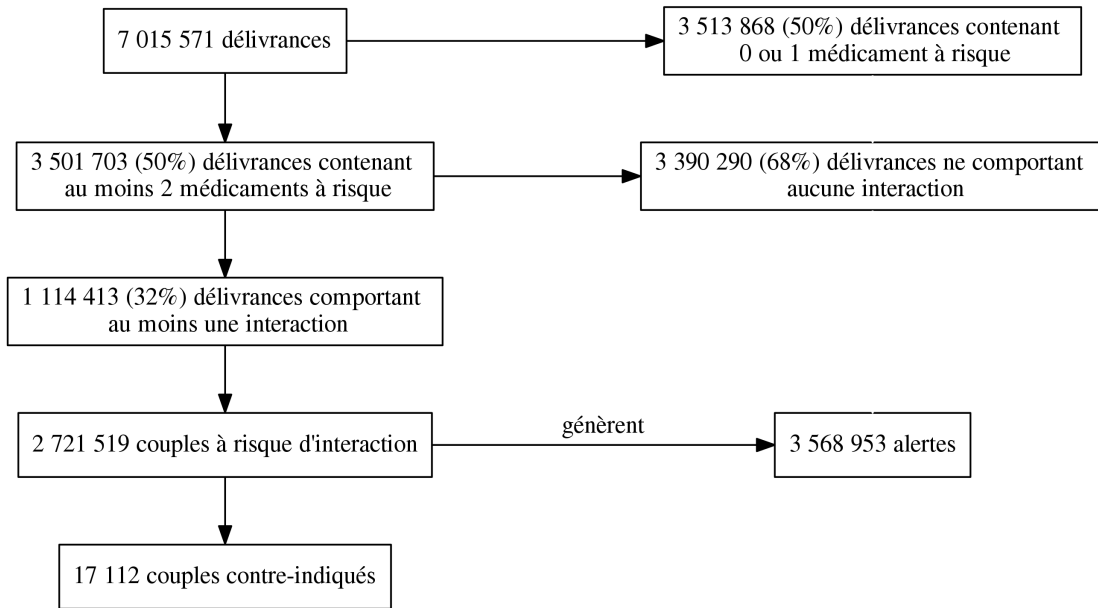 7 015 571 délivrances
3 513 868 (50%) délivrances contenant
0 ou 1 médicament à risque
3 501 703 (50%) délivrances contenant
au moins 2 médicaments à risque
3 390 290 (68%) délivrances ne comportant
aucune interaction
1 114 413 (32%) délivrances comportant
au moins une interaction
2 721 519 couples à risque d'interaction
génèrent
3 568 953 alertes
17 112 couples contre-indiqués